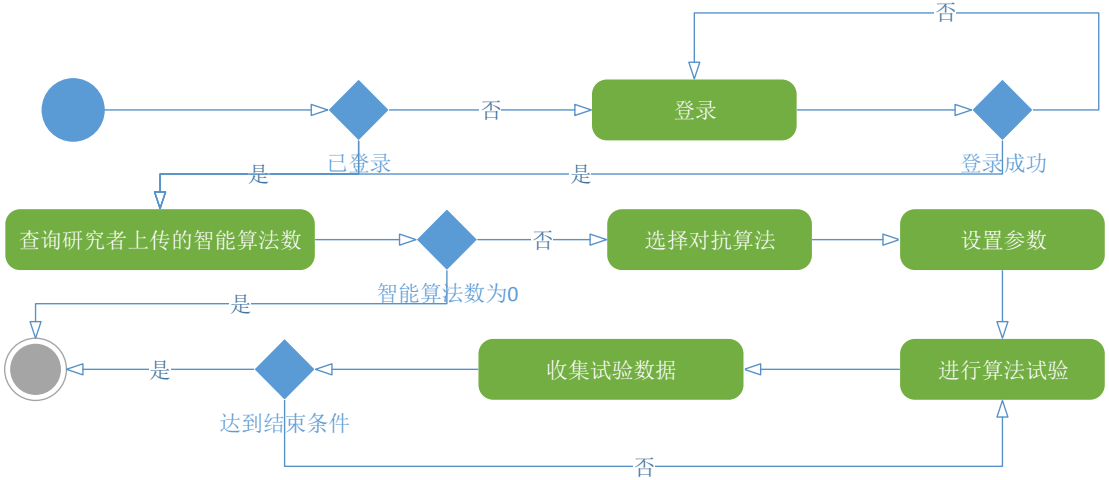 否
否
登录
已登录
登录成功
是
是
查询研究者上传的智能算法数
否
选择对抗算法
设置参数
智能算法数为0
是
是
收集试验数据
进行算法试验
达到结束条件
否